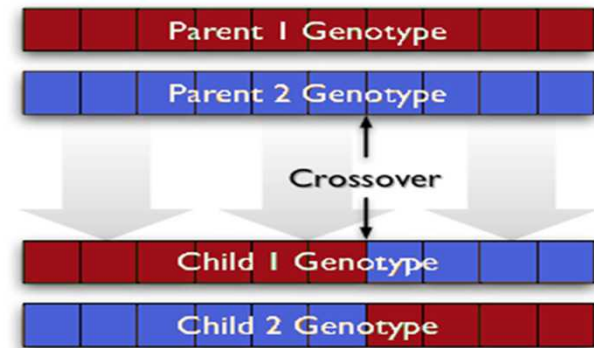 Parent 1 Genotype
Parent 2 Genotype
Crossover
Child 1 Genotype
Child 2 Genotype